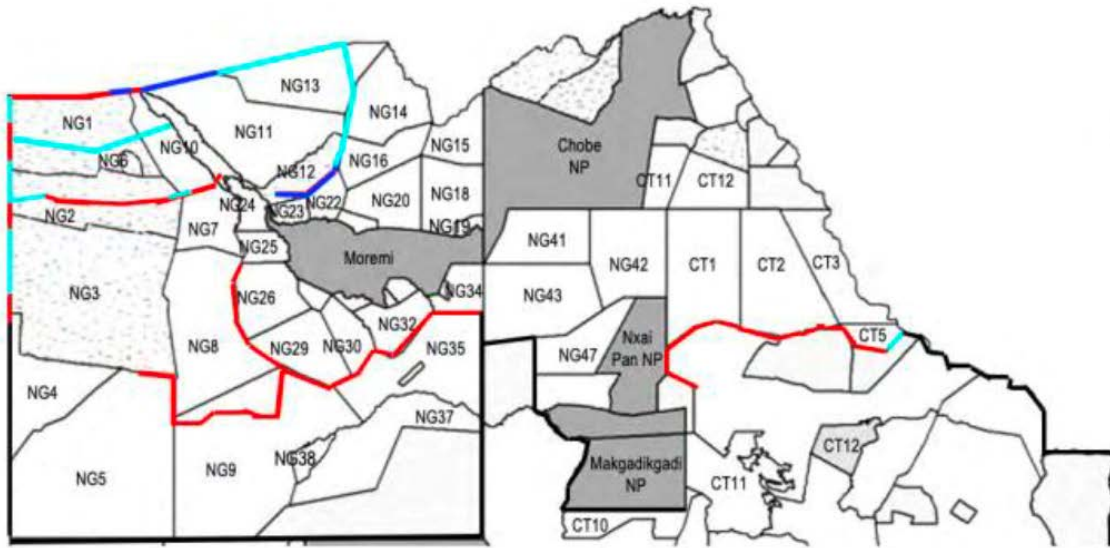 NG13
NG14
NG1
NG11
Chobe
NP
NG15
NG6
NG10
NG16
NG12
CT11
CT12
NG20
NG18
NG24
NG23
NG22
NG2
NG19
NG7
NG25
NG41
Moremi
NG42
CT1
CT2
CT3
NG3
NG26
NG34
NG43
NG32
CT5
Nxai
Pan NP
NG8
NG29
NG30
NG35
NG47
NG4
NG37
CT12
NG5
NG9
NG38
Makgadikgadi
NP
CT11
CT10